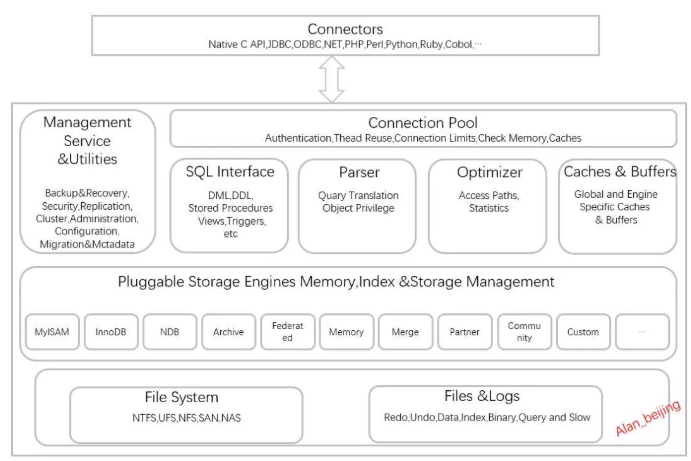 Connectors
Native C API,JDBC,ODBC,NET,PHP,Perl,Python,Ruby,Cobol,···
Management
Service
&Utilities
Backup&Recovery,
Security,Replication,
Cluster,Administration,
Configuration,
Migration&Mctadata
Connection Pool
Authentication,Thead Reuse,Connection Limits,Check Memory,Caches
SQL Interface
DML,DDL,
Stored Procedures
Views,Triggers,
etc
Parser
Quary Translation
Object Privilege
Optimizer
Access Paths,
Statistics
Caches & Buffers
Global and Engine
Specific Caches
& Buffers
Pluggable Storage Engines Memory,Index &Storage Management
MyISAM
InnoDB
NDB
Archive
Federat
ed
Memory
Merge
Partner
Commu
nity
Custom
···
File System
NTFS,UFS,NFS,SAN,NAS
Files &Logs
Redo,Undo,Data,Index,Binary,Query and Slow
Alan_beijing